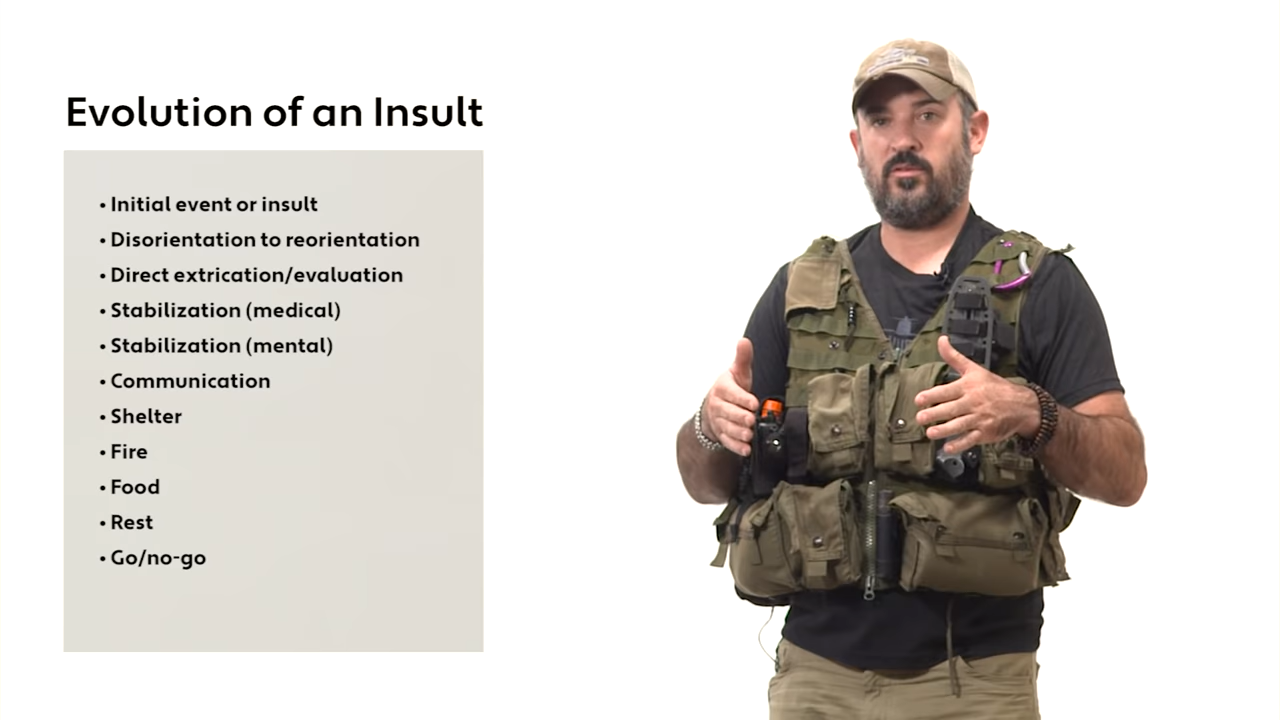 Evolution of an Insult
• Initial event or insult
• Disorientation to reorientation
• Direct extrication/evaluation
• Stabilization (medical)
• Stabilization (mental)
• Communication
• Shelter
• Fire
• Food
• Rest
• Go/no-go